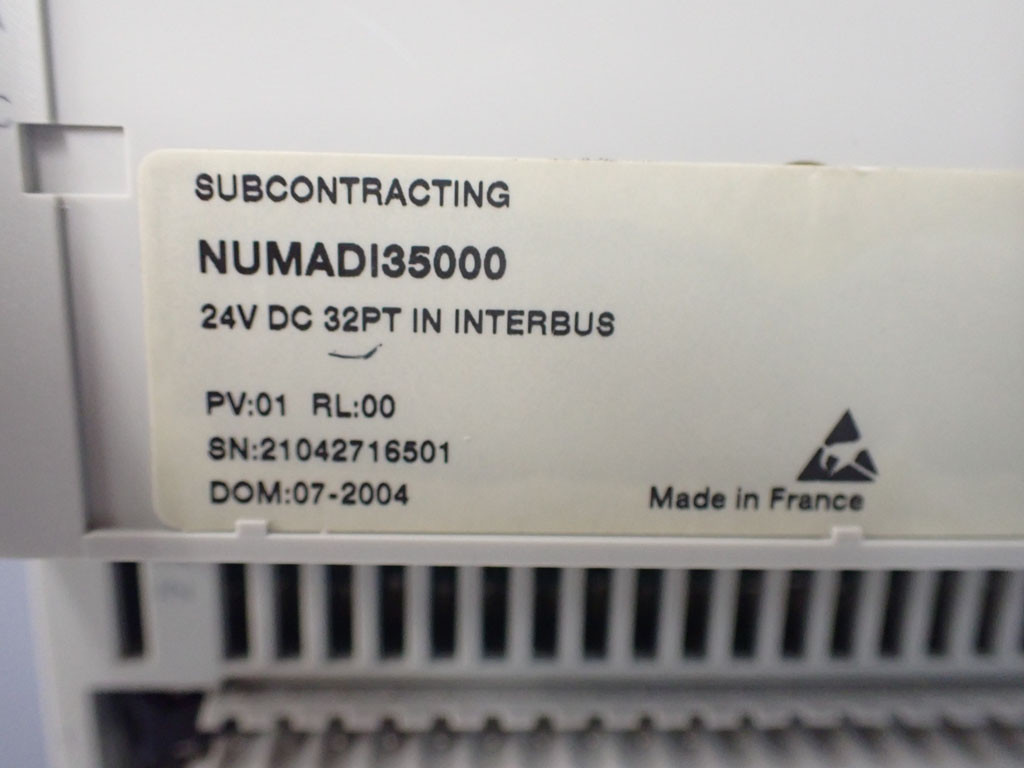 SUBCONTRACTING
NUMADI35000
24V DC 32PT IN INTERBUS
PV:01 RL:00
SN:21042716501
DOM:07-2004
Made in France